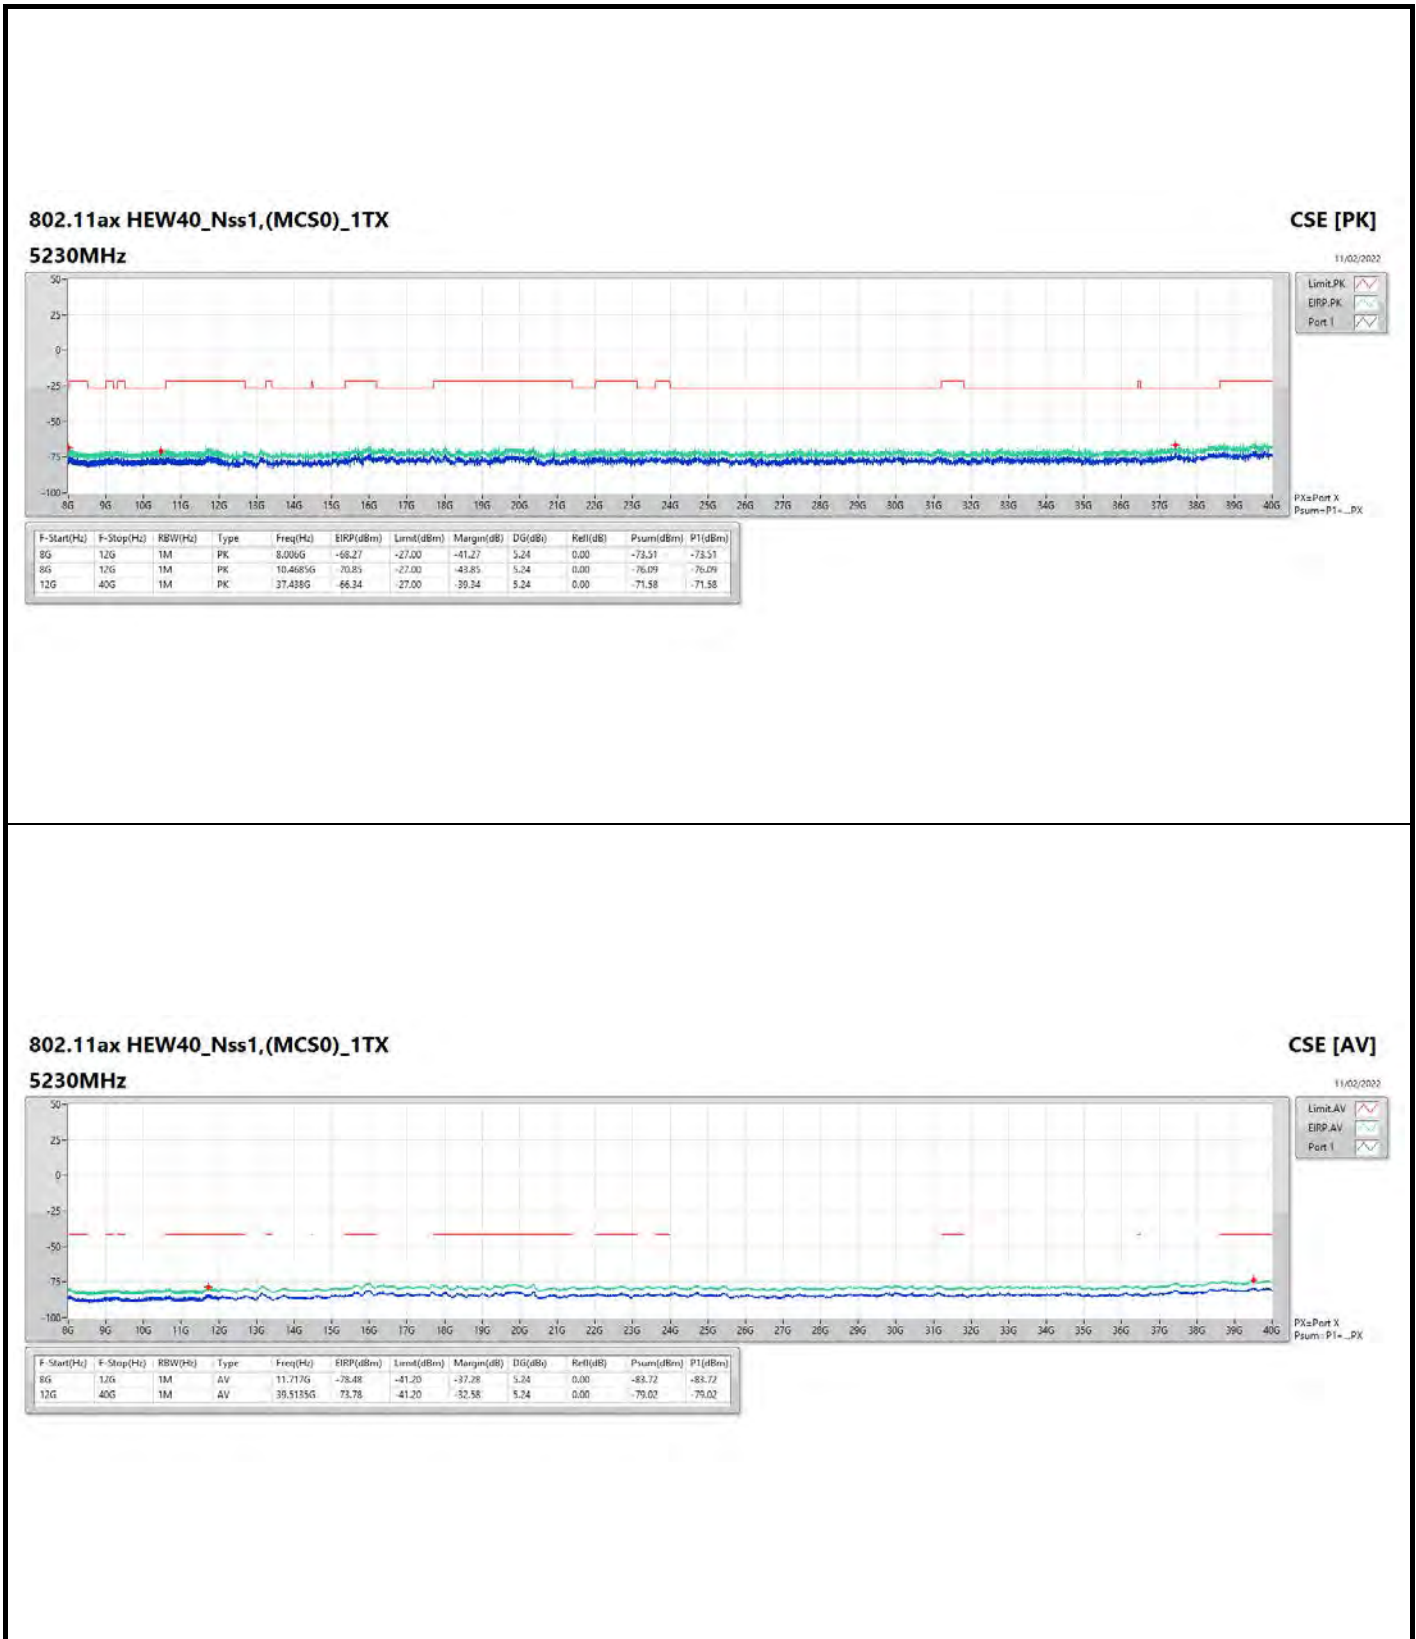 802.11ax HEW40_Nss1,(MCS0)_1TX
CSE [PK]
5230MHz
11/02/2022
50
25
0
-25
-50
-75
-100
8G 9G 10G 11G 12G 13G 14G 15G 16G 17G 18G 19G 20G 21G 22G 23G 24G 25G 26G 27G 28G 29G 30G 31G 32G 33G 34G 35G 36G 37G 38G 39G 40G
Limit.PK
EIRP.PK
Port 1
PX=Port X
Psum=P1+...PX
F-Start(Hz) F-Stop(Hz) RBW(Hz) Type Freq(Hz) EIRP(dBm) Limit(dBm) Margin(dB) DG(dBi) Refl(dB) Psum(dBm) P1(dBm)
8G 12G 1M PK 8.006G -68.27 -27.00 -41.27 5.24 0.00 -73.51 -73.51
8G 12G 1M PK 10.4685G -70.85 -27.00 -43.85 5.24 0.00 -76.09 -76.09
12G 40G 1M PK 37.438G -66.34 -27.00 -39.34 5.24 0.00 -71.58 -71.58
802.11ax HEW40_Nss1,(MCS0)_1TX
CSE [AV]
5230MHz
11/02/2022
50
25
0
-25
-50
-75
-100
8G 9G 10G 11G 12G 13G 14G 15G 16G 17G 18G 19G 20G 21G 22G 23G 24G 25G 26G 27G 28G 29G 30G 31G 32G 33G 34G 35G 36G 37G 38G 39G 40G
Limit.AV
EIRP.AV
Port 1
PX=Port X
Psum=P1+...PX
F-Start(Hz) F-Stop(Hz) RBW(Hz) Type Freq(Hz) EIRP(dBm) Limit(dBm) Margin(dB) DG(dBi) Refl(dB) Psum(dBm) P1(dBm)
8G 12G 1M AV 11.717G -78.48 -41.20 -37.28 5.24 0.00 -83.72 -83.72
12G 40G 1M AV 39.5135G -73.78 -41.20 -32.58 5.24 0.00 -79.02 -79.02